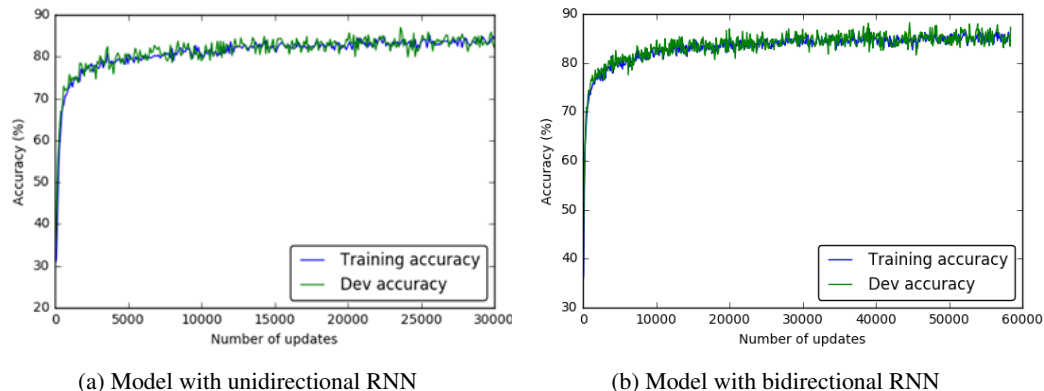 90
80
70
60
50
40
30
20
Accuracy (%)
0 5000 10000 15000 20000 25000 30000
Number of updates
Training accuracy
Dev accuracy
(a) Model with unidirectional RNN
90
80
70
60
50
40
30
Accuracy (%)
0 10000 20000 30000 40000 50000 60000
Number of updates
Training accuracy
Dev accuracy
(b) Model with bidirectional RNN